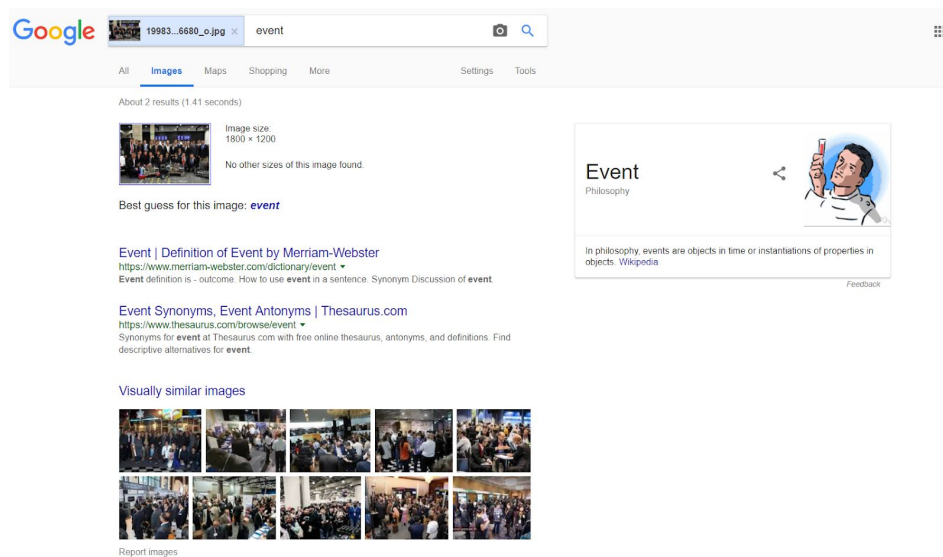 Google
19983...6680_o.jpg × event
All Images Maps Shopping More Settings Tools
About 2 results (1.41 seconds)
Image size:
1800 × 1200
No other sizes of this image found.
Best guess for this image: event
Event | Definition of Event by Merriam-Webster
https://www.merriam-webster.com/dictionary/event
Event definition is - outcome. How to use event in a sentence. Synonym Discussion of event.
Event Synonyms, Event Antonyms | Thesaurus.com
https://www.thesaurus.com/browse/event
Synonyms for event at Thesaurus.com with free online thesaurus, antonyms, and definitions. Find
descriptive alternatives for event.
Visually similar images
Report images
Event
Philosophy
In philosophy, events are objects in time or instantiations of properties in
objects. Wikipedia
Feedback